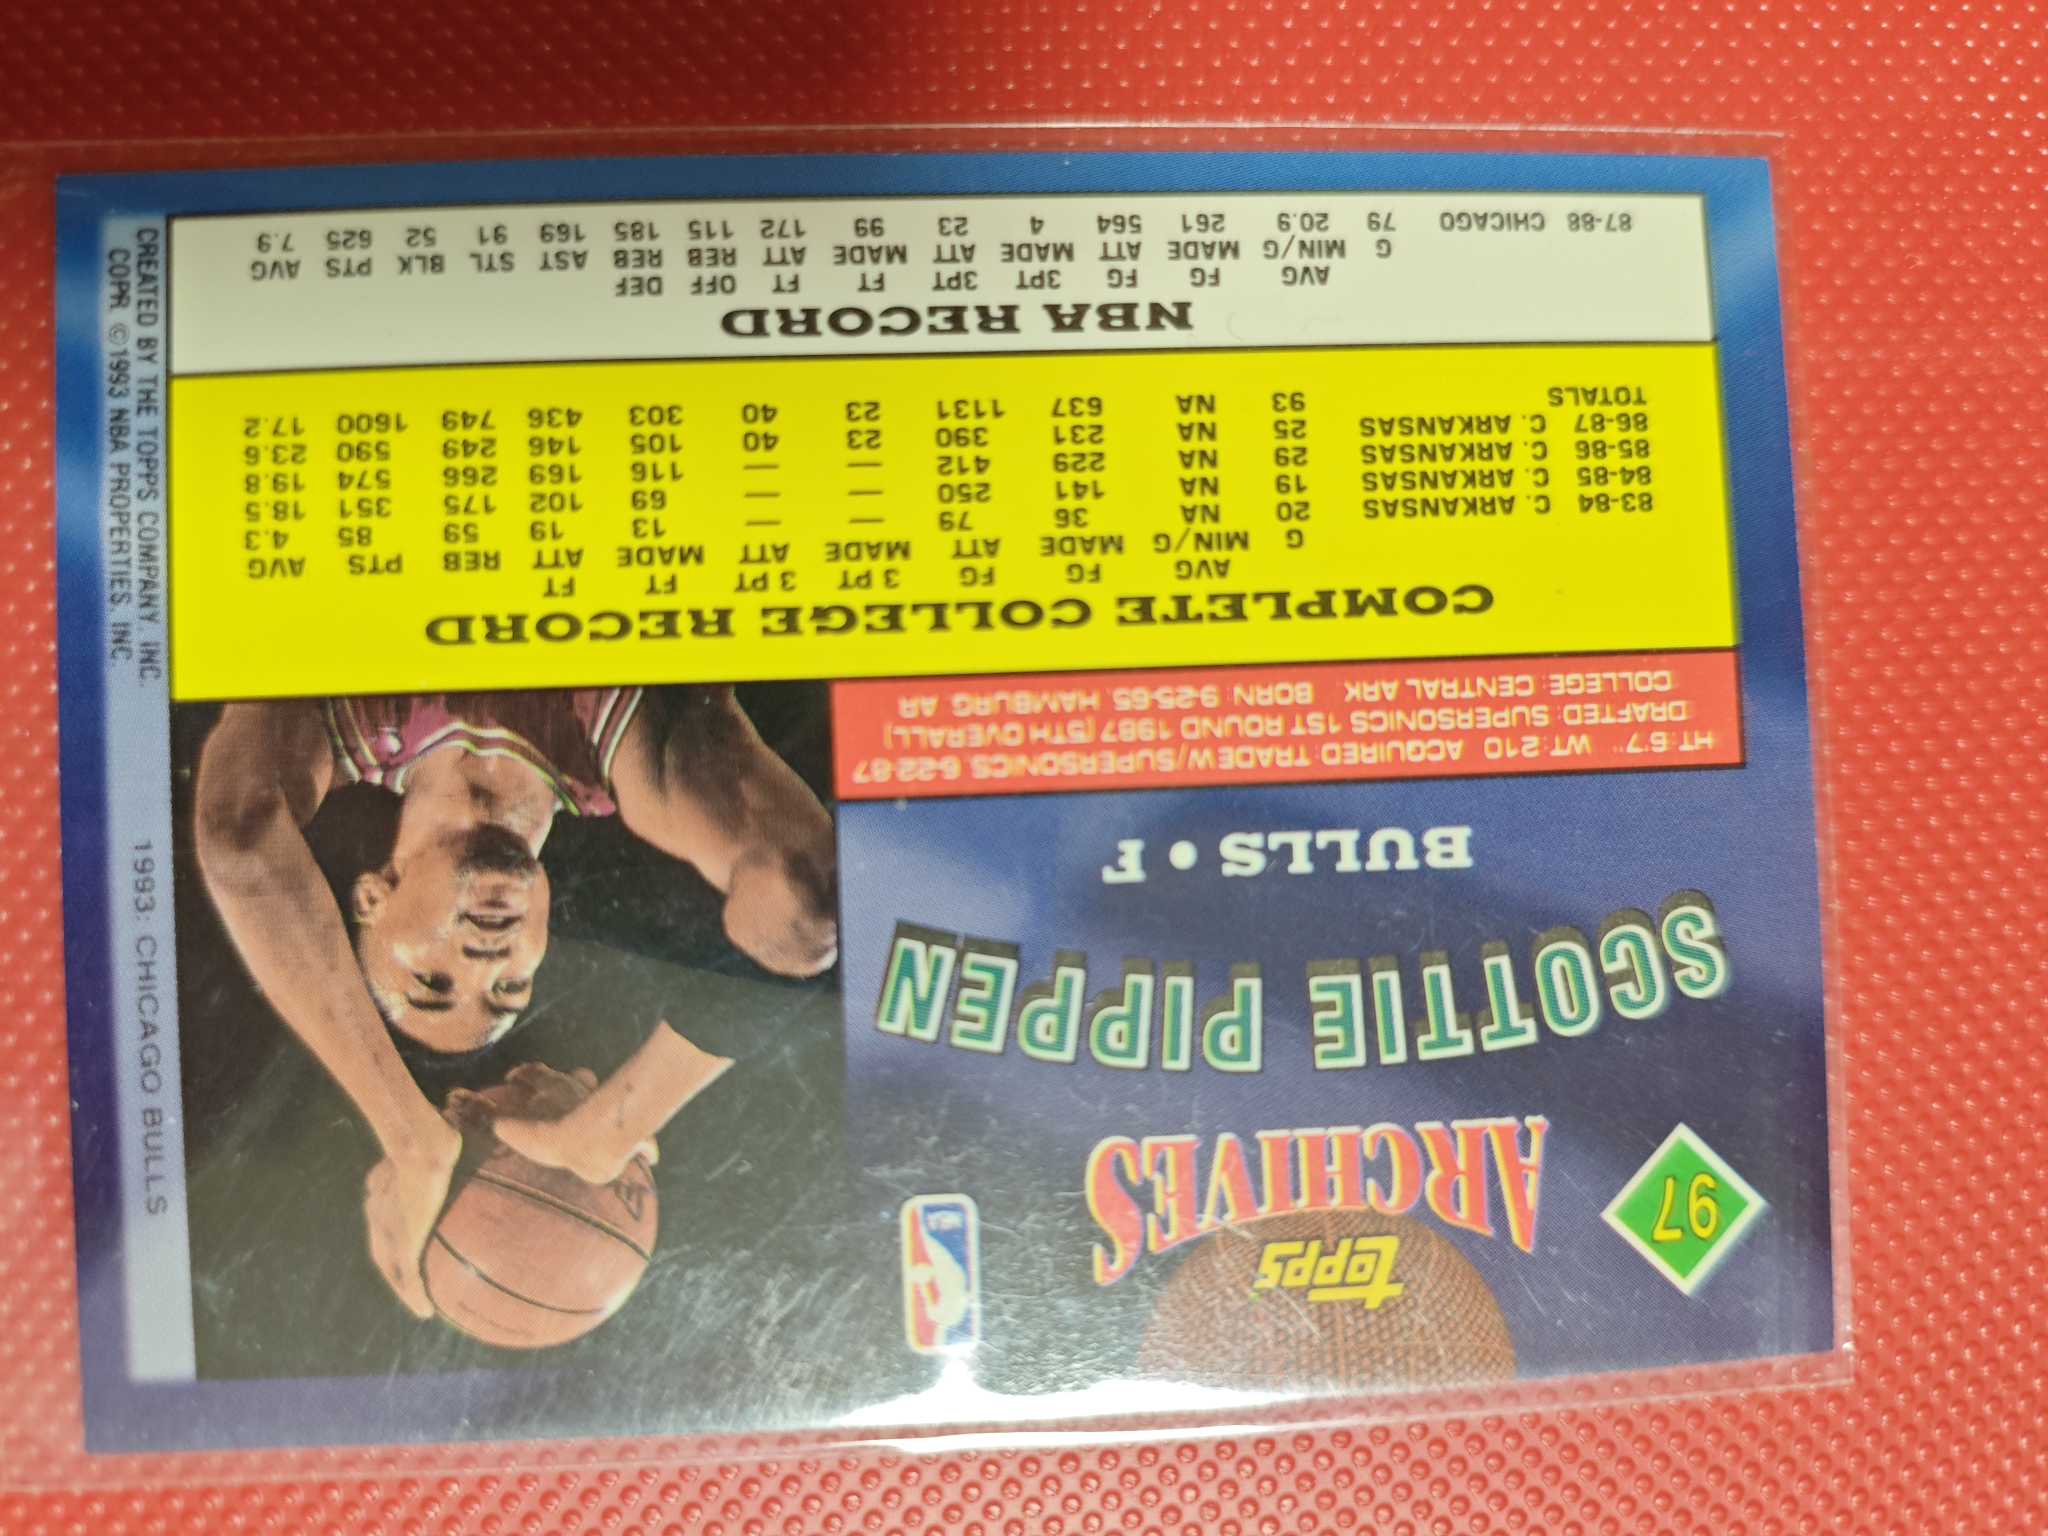 97
TOPPS
ARCHIVES
NBA
SCOTTIE PIPPEN
BULLS • F
HT: 6'7" WT: 210 ACQUIRED: TRADE W/SUPERSONICS, 6-22-87
DRAFTED: SUPERSONICS 1ST ROUND 1987 (5TH OVERALL)
COLLEGE: CENTRAL ARK BORN: 9-25-65, HAMBURG, AR
COMPLETE COLLEGE RECORD
AVG FG FG 3 PT 3 PT FT FT
G MIN/G MADE ATT MADE ATT MADE ATT REB PTS AVG
83-84 C. ARKANSAS 20 NA 36 79 — — 13 19 59 85 4.3
84-85 C. ARKANSAS 19 NA 141 250 — — 69 102 175 351 18.5
85-86 C. ARKANSAS 29 NA 229 412 — — 116 169 266 574 19.8
86-87 C. ARKANSAS 25 NA 231 390 23 40 105 146 249 590 23.6
TOTALS 93 NA 637 1131 23 40 303 436 749 1600 17.2
NBA RECORD
AVG FG FG 3PT 3PT FT FT OFF DEF
G MIN/G MADE ATT MADE ATT MADE ATT REB REB AST STL BLK PTS AVG
87-88 CHICAGO 79 20.9 261 564 4 23 99 172 115 185 169 91 52 625 7.9
1993: CHICAGO BULLS
CREATED BY THE TOPPS COMPANY, INC.
COPR ©1993 NBA PROPERTIES, INC.